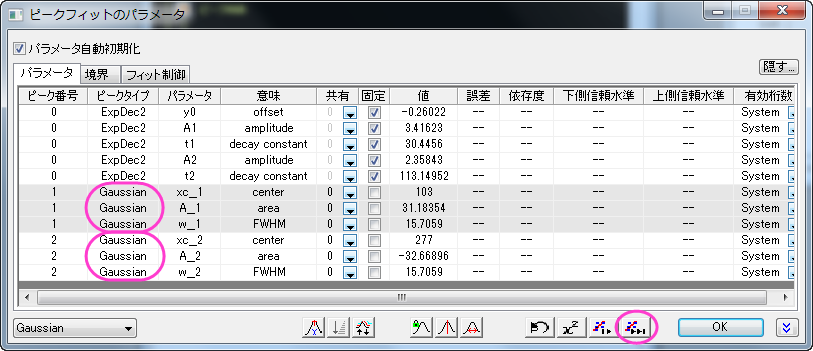 ピークフィットのパラメータ
パラメータ自動初期化
隠す...
パラメータ 境界 フィット制御
ピーク番号 ピークタイプ パラメータ 意味 共有 固定 値 誤差 依存度 下側信頼水準 上側信頼水準 有効桁数
0 ExpDec2 y0 offset 0 -0.26022 -- -- -- -- System
0 ExpDec2 A1 amplitude 0 3.41623 -- -- -- -- System
0 ExpDec2 t1 decay constant 0 30.4456 -- -- -- -- System
0 ExpDec2 A2 amplitude 0 2.35843 -- -- -- -- System
0 ExpDec2 t2 decay constant 0 113.14952 -- -- -- -- System
1 Gaussian xc_1 center 0 103 -- -- -- -- System
1 Gaussian A_1 area 0 31.18354 -- -- -- -- System
1 Gaussian w_1 FWHM 0 15.7059 -- -- -- -- System
2 Gaussian xc_2 center 0 277 -- -- -- -- System
2 Gaussian A_2 area 0 -32.66896 -- -- -- -- System
2 Gaussian w_2 FWHM 0 15.7059 -- -- -- -- System
Gaussian χ² OK